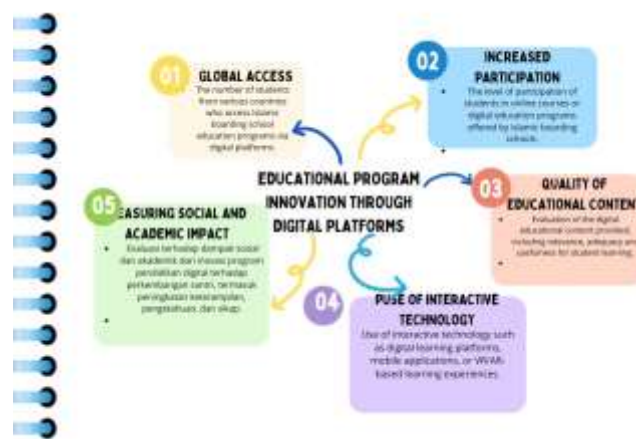 01
GLOBAL ACCESS
The number of students
from various countries
who access Islamic
boarding school
education programs via
digital platforms.
02
INCREASED
PARTICIPATION
The level of participation of
students in online courses or
digital education programs
offered by Islamic boarding
schools.
EDUCATIONAL PROGRAM
INNOVATION THROUGH
DIGITAL PLATFORMS
03
QUALITY OF
EDUCATIONAL CONTEN
Evaluation of the digital
educational content provided,
including relevance, adequacy and
usefulness for student learning.
05
EASURING SOCIAL AND
ACADEMIC IMPACT
Evaluasi terhadap dampak sosial
dan akademik dari inovasi program
pendidikan digital terhadap
perkembangan santri, termasuk
peningkatan keterampilan,
pengetahuan, dan sikap.
04
PUSE OF INTERACTIVE
TECHNOLOGY
Use of interactive technology such
as digital learning platforms,
mobile applications, or VR/AR-
based learning experiences.